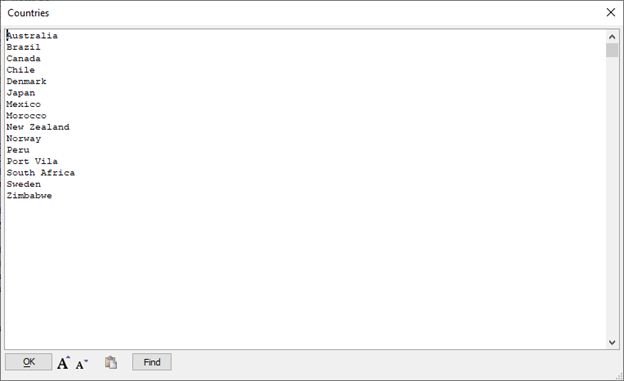 Countries
Australia
Brazil
Canada
Chile
Denmark
Japan
Mexico
Morocco
New Zealand
Norway
Peru
Port Vila
South Africa
Sweden
Zimbabwe
OK A A Find